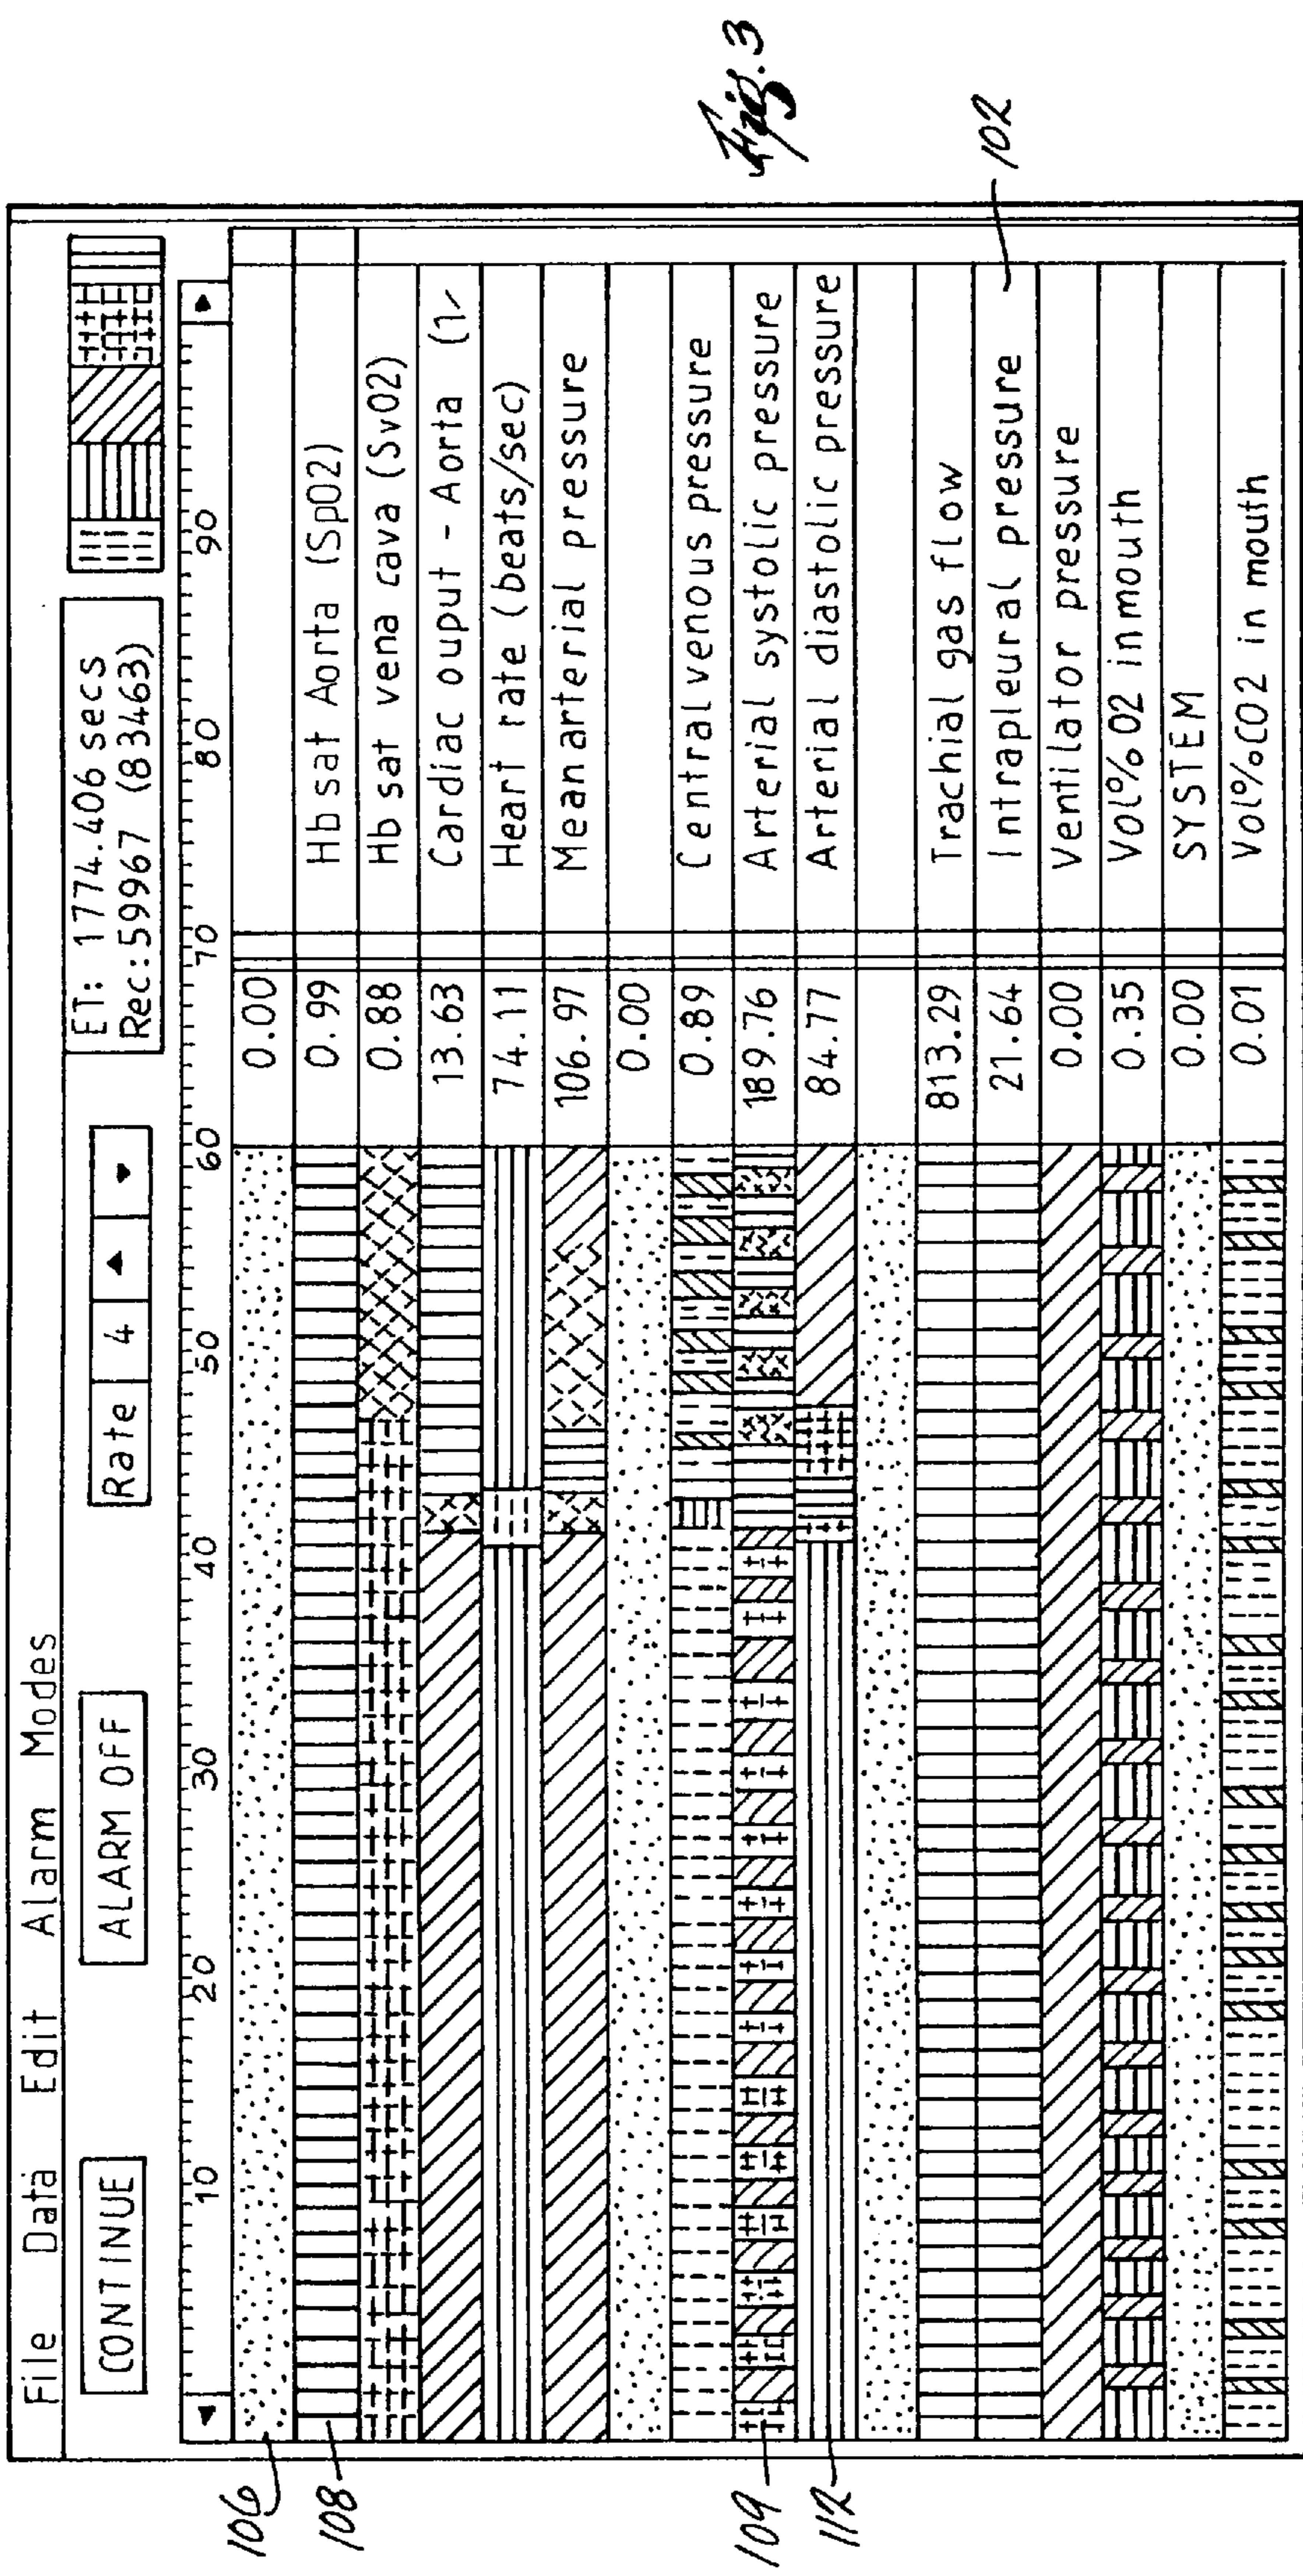 File Data Edit Alarm Modes
CONTINUE
ALARM OFF
Rate 4
ET: 1774.406 secs
Rec:59967 (83463)
10 20 30 40 50 60 70 80 90
106
0.00
108
0.99 Hb sat Aorta (Sp02)
0.88 Hb sat vena cava (Sv02)
13.63 Cardiac ouput - Aorta (1/
74.11 Heart rate (beats/sec)
106.97 Mean arterial pressure
0.00
0.89 Central venous pressure
109
189.76 Arterial systolic pressure
112
84.77 Arterial diastolic pressure
813.29 Trachial gas flow
21.64 Intrapleural pressure
102
0.00 Ventilator pressure
0.35 Vol% 02 in mouth
0.00 SYSTEM
0.01 Vol% C02 in mouth
Fig. 3